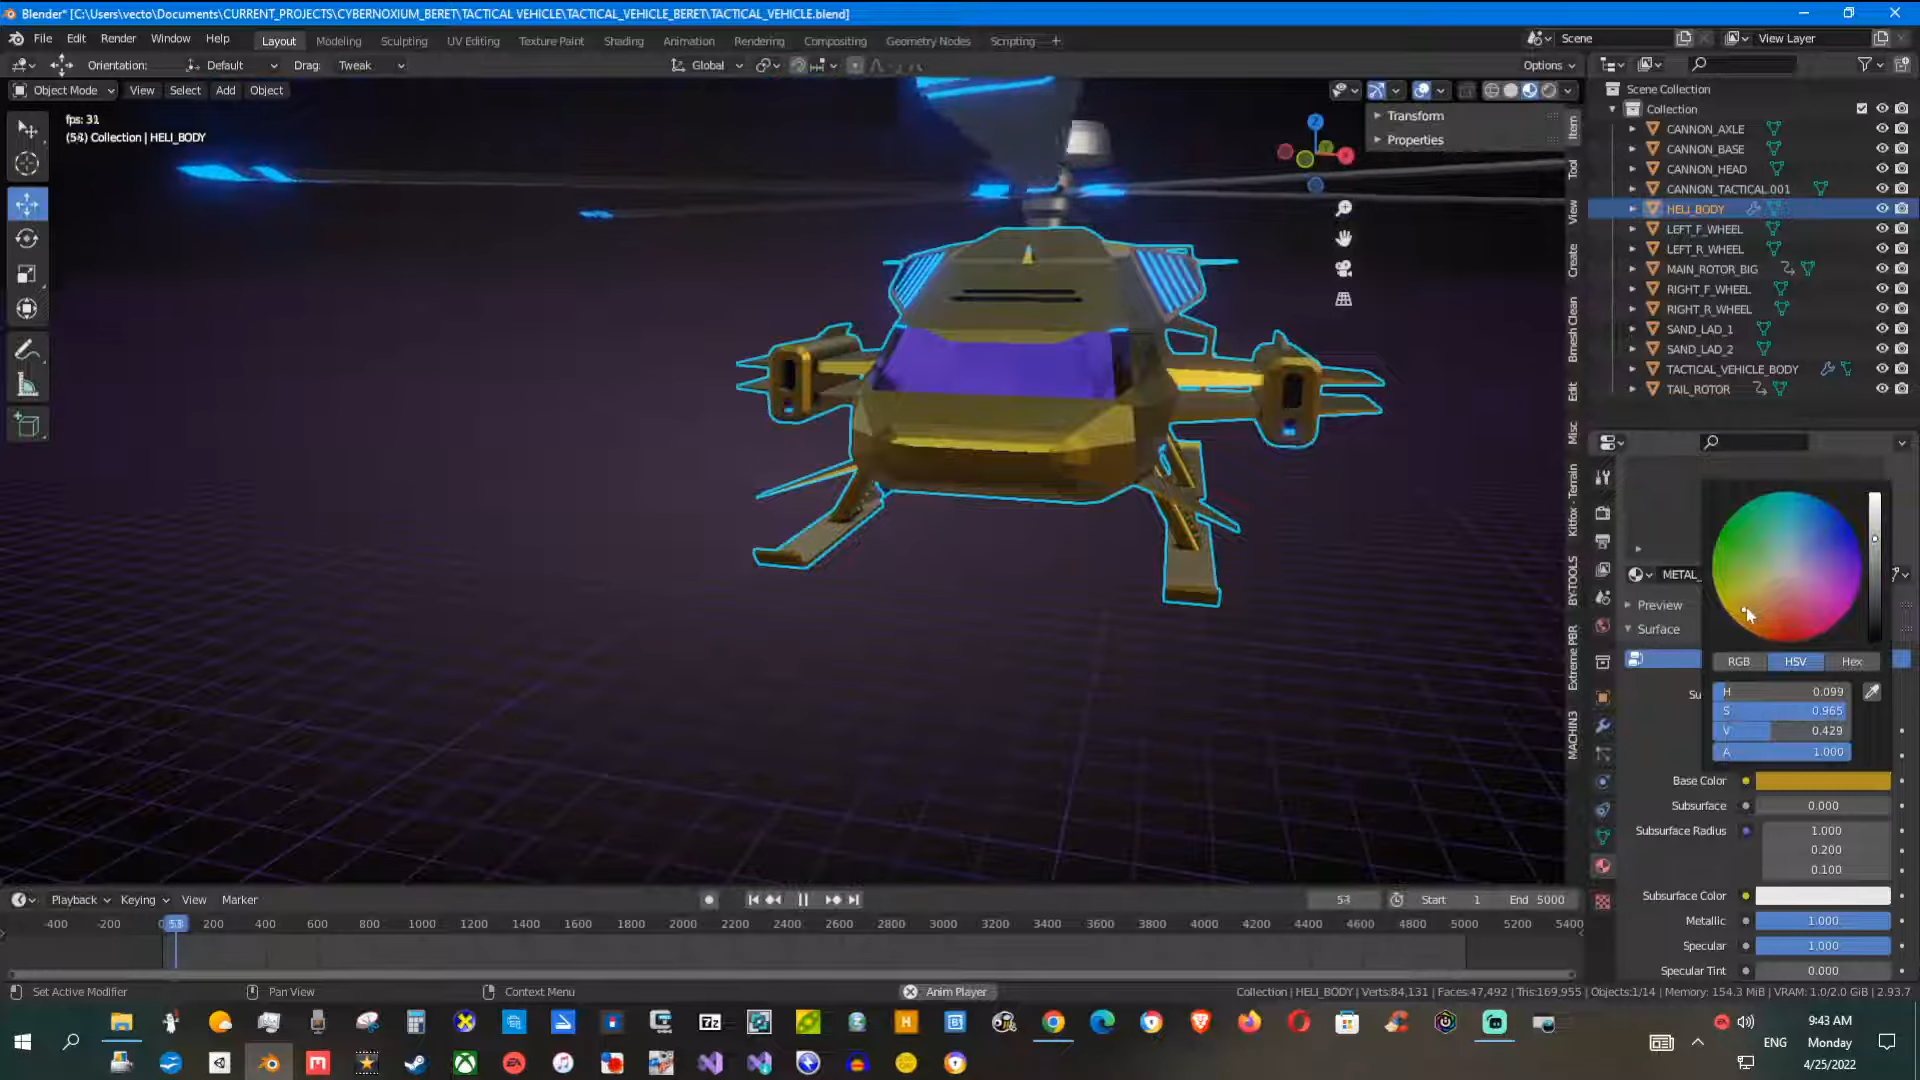 Blender* [C:\Users\vecto\Documents\CURRENT_PROJECTS\CYBERNOXIUM_BERET\TACTICAL VEHICLE\TACTICAL_VEHICLE_BERET\TACTICAL_VEHICLE.blend]
File Edit Render Window Help Layout Modeling Sculpting UV Editing Texture Paint Shading Animation Rendering Compositing Geometry Nodes Scripting + Scene View Layer
Orientation: Default Drag: Tweak Global Options
Object Mode View Select Add Object
fps: 31
(53) Collection | HELI_BODY
Transform
Properties
Item
Tool
View
Create
Bmesh Clean
Edit
Misc
Kitfox - Terrain
BY-TOOLS
Extreme PBR
MACHIN3
Z
Scene Collection
Collection
CANNON_AXLE
CANNON_BASE
CANNON_HEAD
CANNON_TACTICAL.001
HELI_BODY
LEFT_F_WHEEL
LEFT_R_WHEEL
MAIN_ROTOR_BIG
RIGHT_F_WHEEL
RIGHT_R_WHEEL
SAND_LAD_1
SAND_LAD_2
TACTICAL_VEHICLE_BODY
TAIL_ROTOR
METAL_
Preview
Surface
RGB HSV Hex
Su
H 0.099
S 0.965
V 0.429
A 1.000
Base Color
Subsurface 0.000
Subsurface Radius 1.000
0.200
0.100
Subsurface Color
Metallic 1.000
Specular 1.000
Specular Tint 0.000
Playback Keying View Marker 53 Start 1 End 5000
-400 -200 0 53 200 400 600 800 1000 1200 1400 1600 1800 2000 2200 2400 2600 2800 3000 3200 3400 3600 3800 4000 4200 4400 4600 4800 5000 5200 5400
Set Active Modifier Pan View Context Menu Anim Player Collection | HELI_BODY | Verts:84,131 | Faces:47,492 | Tris:169,955 | Objects:1/14 | Memory: 154.3 MiB | VRAM: 1.0/2.0 GiB | 2.93.7
7z
H
ENG
9:43 AM
Monday
4/25/2022